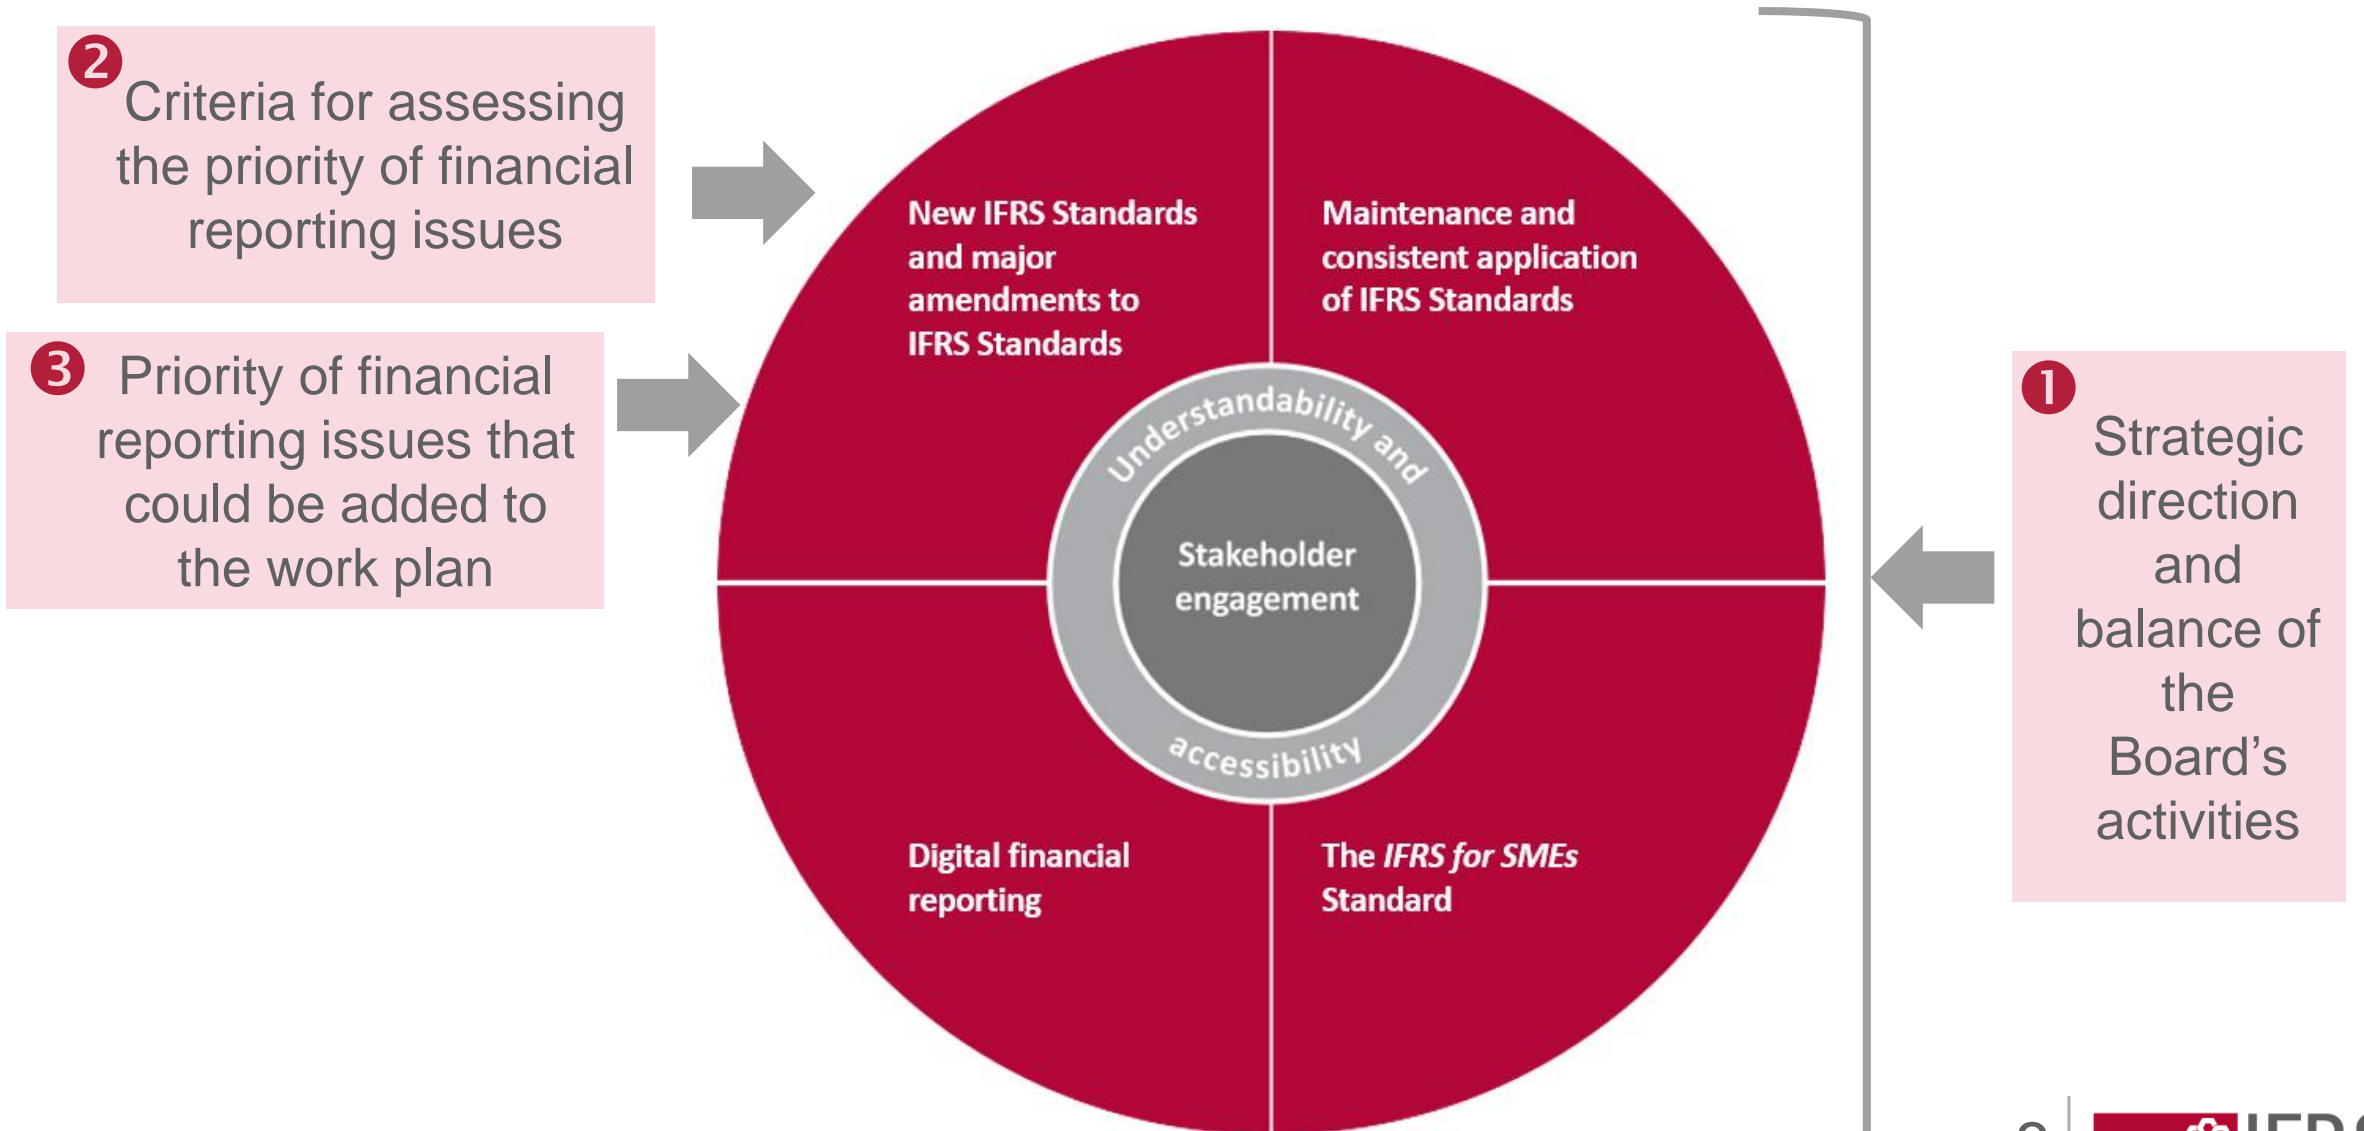 2
Criteria for assessing
the priority of financial
reporting issues
3
Priority of financial
reporting issues that
could be added to
the work plan
New IFRS Standards
and major
amendments to
IFRS Standards
Maintenance and
consistent application
of IFRS Standards
Understandability and
accessibility
Stakeholder
engagement
Digital financial
reporting
The IFRS for SMEs
Standard
1
Strategic
direction
and
balance of
the
Board’s
activities